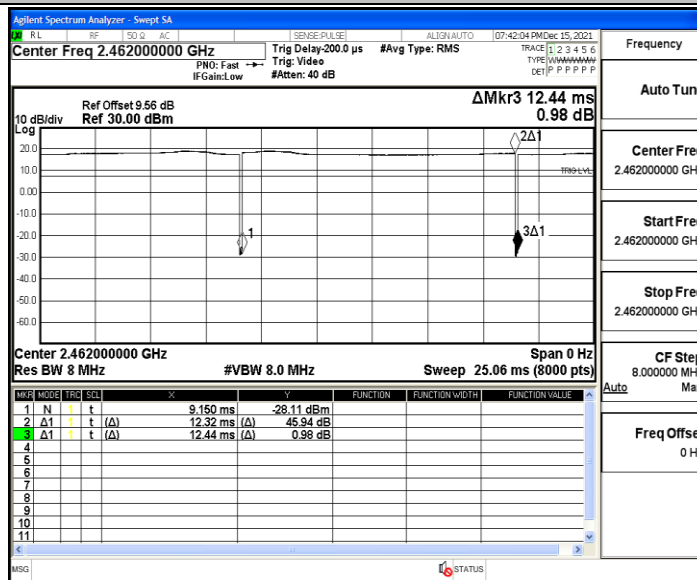 Agilent Spectrum Analyzer - Swept SA
RL RF 50 Ω AC SENSE:PULSE ALIGN AUTO 07:42:04 PM Dec 15, 2021
Center Freq 2.462000000 GHz
PNO: Fast
IFGain:Low
Trig Delay-200.0 µs
Trig: Video
#Atten: 40 dB
#Avg Type: RMS
TRACE 1 2 3 4 5 6
TYPE
DET P P P P P P
Ref Offset 9.56 dB
10 dB/div Ref 30.00 dBm
Log
ΔMkr3 12.44 ms
0.98 dB
20.0
10.0
0.00
-10.0
-20.0
-30.0
-40.0
-50.0
-60.0
2Δ1
TRIG LVL
1
3Δ1
Center 2.462000000 GHz Span 0 Hz
Res BW 8 MHz #VBW 8.0 MHz Sweep 25.06 ms (8000 pts)
MKR MODE TRC SCL X Y FUNCTION FUNCTION WIDTH FUNCTION VALUE
1 N 1 t 9.150 ms -28.11 dBm
2 Δ1 1 t (Δ) 12.32 ms (Δ) 45.94 dB
3 Δ1 1 t (Δ) 12.44 ms (Δ) 0.98 dB
4
5
6
7
8
9
10
11
MSG STATUS
Frequency
Auto Tun
Center Fre
2.462000000 GH
Start Fre
2.462000000 GH
Stop Fre
2.462000000 GH
CF Step
8.000000 MH
Auto Ma
Freq Offse
0 H